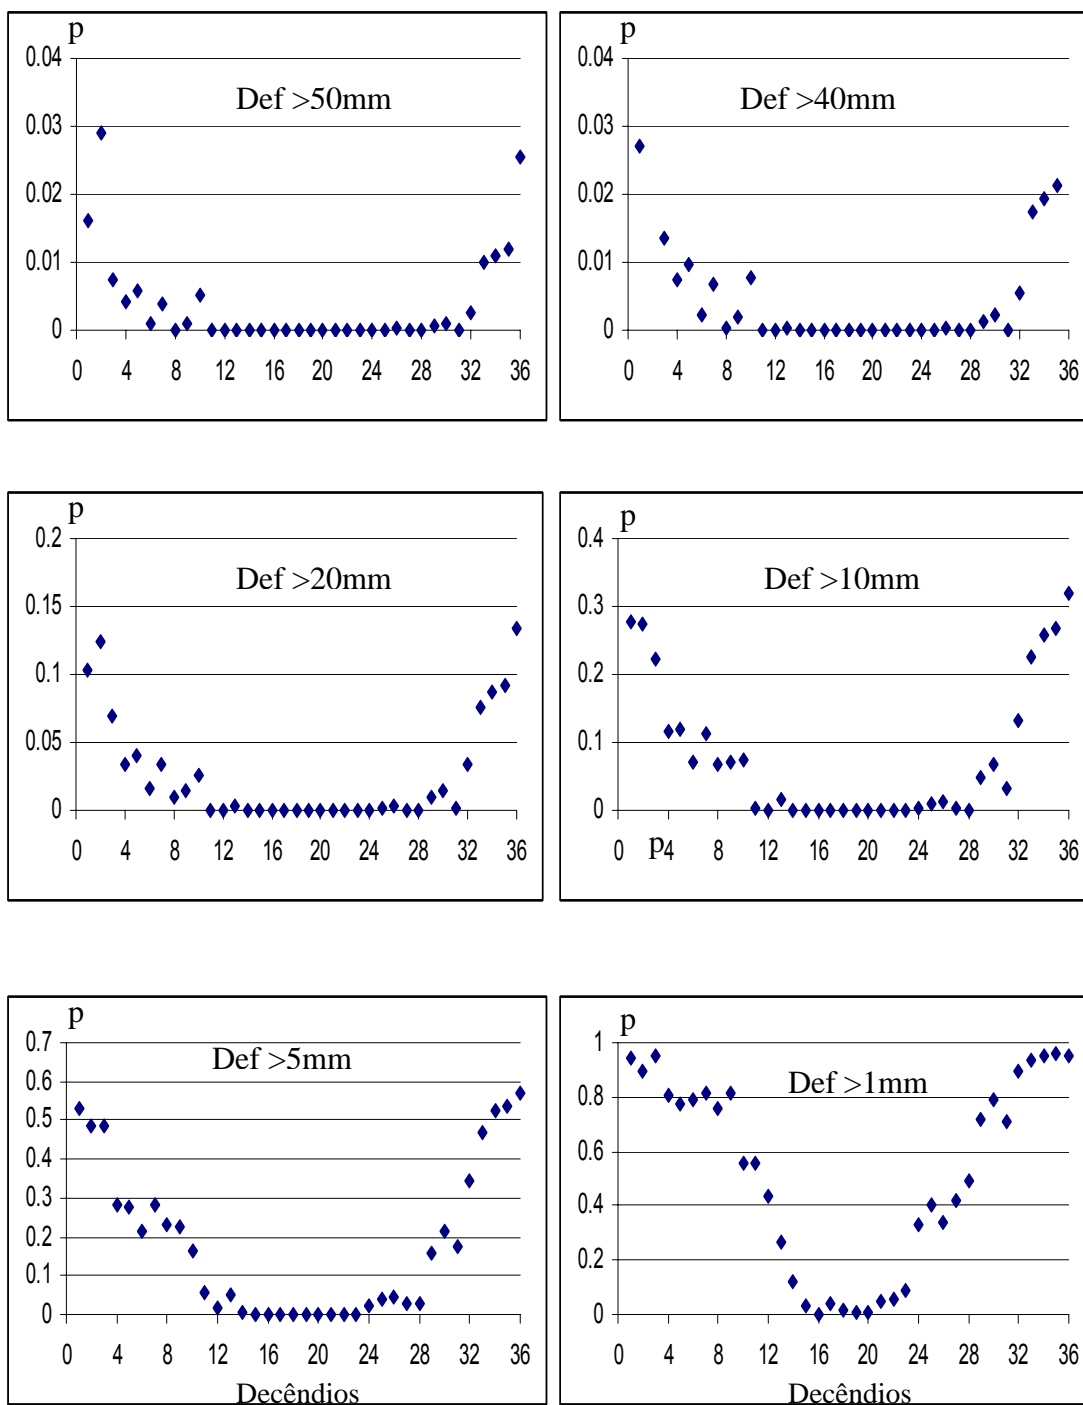 p
0.04
Def >50mm
0.03
0.02
0.01
0
0 4 8 12 16 20 24 28 32 36
p
0.04
Def >40mm
0.03
0.02
0.01
0
0 4 8 12 16 20 24 28 32 36
p
0.2
Def >20mm
0.15
0.1
0.05
0
0 4 8 12 16 20 24 28 32 36
p
0.4
Def >10mm
0.3
0.2
0.1
0
0 p4 8 12 16 20 24 28 32 36
p
0.7
Def >5mm
0.6
0.5
0.4
0.3
0.2
0.1
0
0 4 8 12 16 20 24 28 32 36
Decêndios
p
1
Def >1mm
0.8
0.6
0.4
0.2
0
0 4 8 12 16 20 24 28 32 36
Decêndios